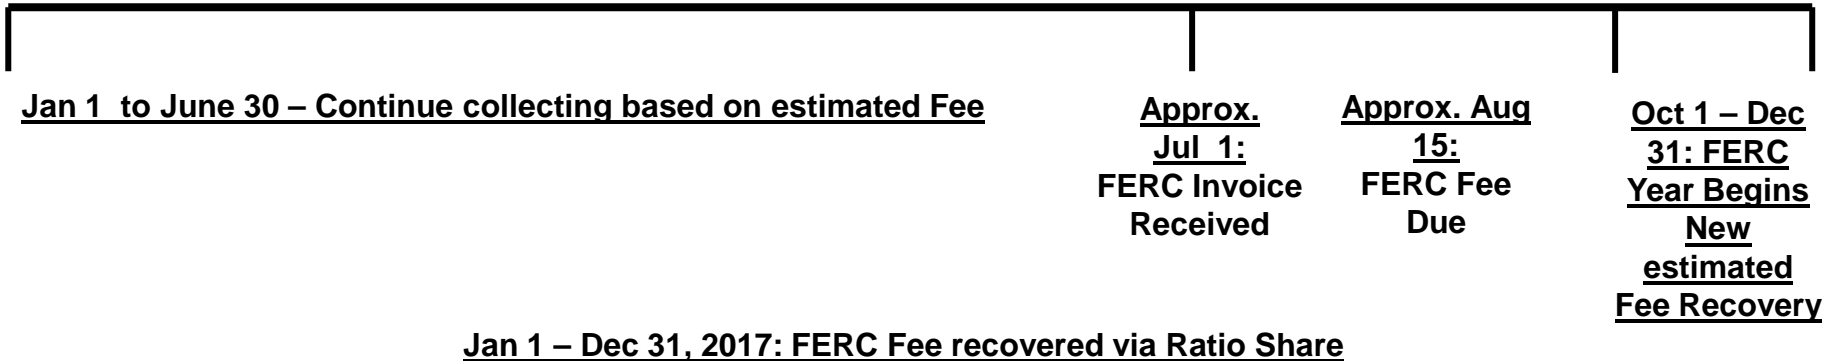 Jan 1 to June 30 – Continue collecting based on estimated Fee
Approx.
Jul 1:
FERC Invoice
Received
Approx. Aug
15:
FERC Fee
Due
Oct 1 – Dec
31: FERC
Year Begins
New
estimated
Fee Recovery
Jan 1 – Dec 31, 2017: FERC Fee recovered via Ratio Share